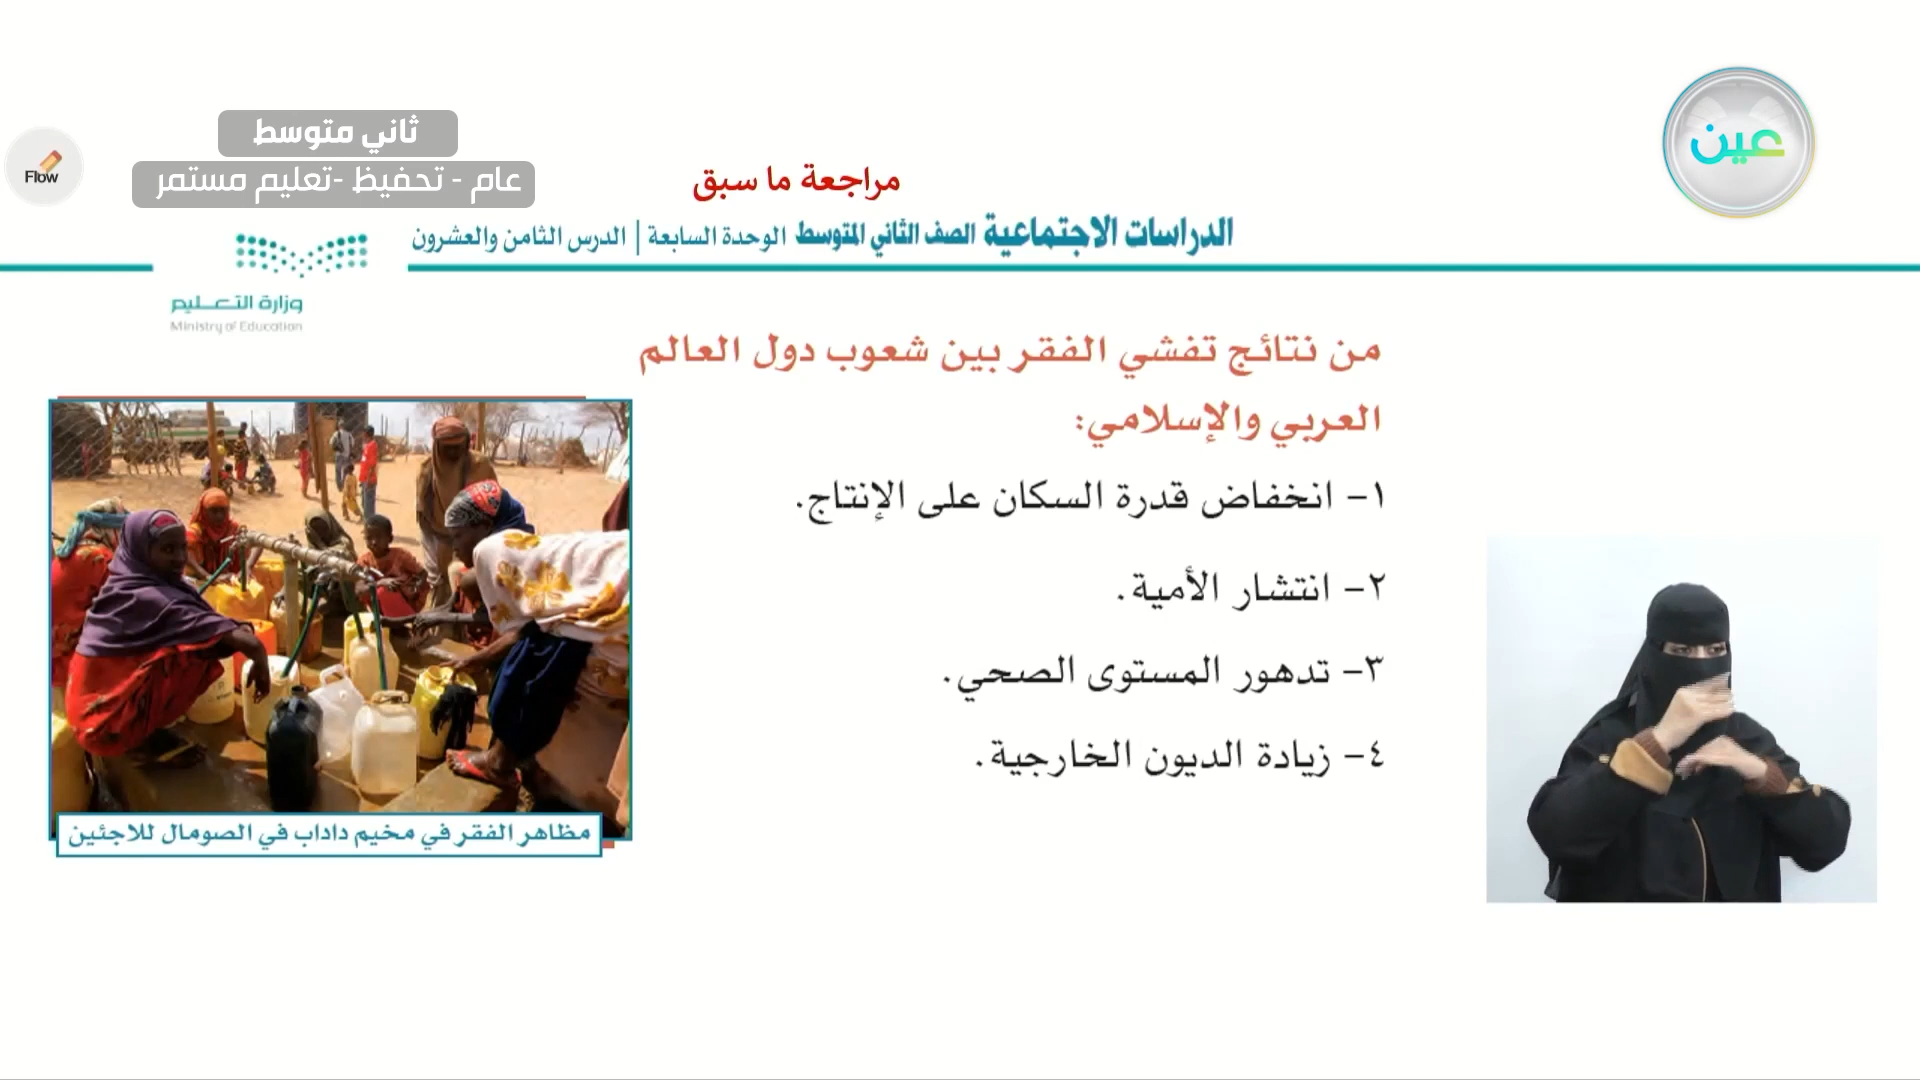 عين
ثاني متوسط
عام - تحفيظ -تعليم مستمر
Flow
مراجعة ما سبق
الدراسات الاجتماعية الصف الثاني المتوسط الوحدة السابعة | الدرس الثامن والعشرون
وزارة التعليم
Ministry of Education
من نتائج تفشي الفقر بين شعوب دول العالم
العربي والإسلامي:
١- انخفاض قدرة السكان على الإنتاج.
٢- انتشار الأمية.
٣- تدهور المستوى الصحي.
٤- زيادة الديون الخارجية.
مظاهر الفقر في مخيم داداب في الصومال للاجئين